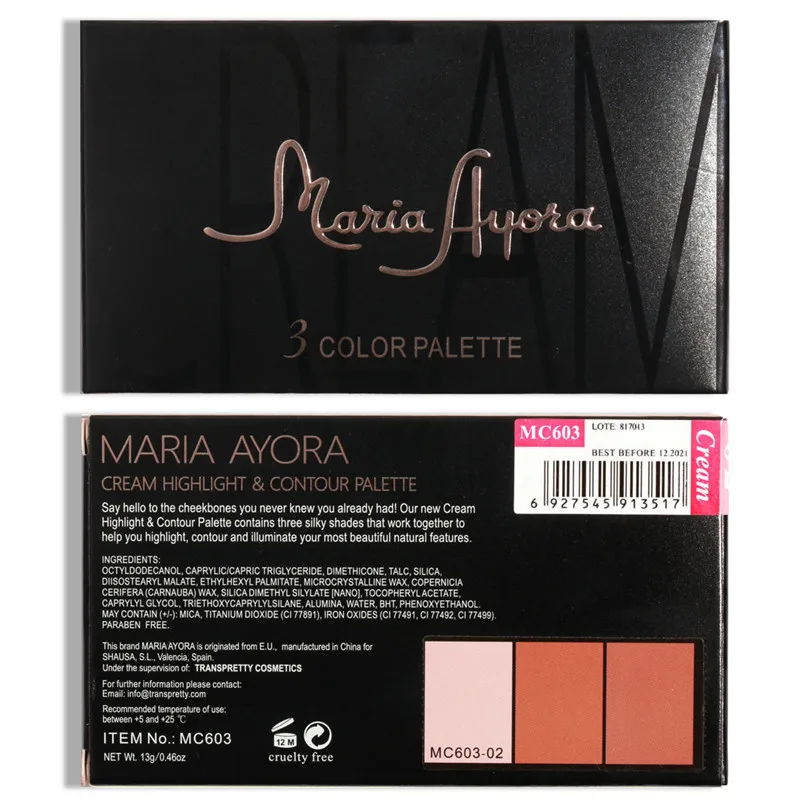 CREAM
Maria Ayora
3 COLOR PALETTE
MARIA AYORA
CREAM HIGHLIGHT & CONTOUR PALETTE
Say hello to the cheekbones you never knew you already had! Our new Cream
Highlight & Contour Palette contains three silky shades that work together to
help you highlight, contour and illuminate your most beautiful natural features.
INGREDIENTS:
OCTYLDODECANOL, CAPRYLIC/CAPRIC TRIGLYCERIDE, DIMETHICONE, TALC, SILICA,
DIISOSTEARYL MALATE, ETHYLHEXYL PALMITATE, MICROCRYSTALLINE WAX, COPERNICIA
CERIFERA (CARNAUBA) WAX, SILICA DIMETHYL SILYLATE [NANO], TOCOPHERYL ACETATE,
CAPRYLYL GLYCOL, TRIETHOXYCAPRYLYLSILANE, ALUMINA, WATER, BHT, PHENOXYETHANOL.
MAY CONTAIN (+/-): MICA, TITANIUM DIOXIDE (CI 77891), IRON OXIDES (CI 77491, CI 77492, CI 77499).
PARABEN FREE.
This brand MARIA AYORA is originated from E.U., manufactured in China for
SHAUSA, S.L., Valencia, Spain.
Under the supervision of: TRANSPRETTY COSMETICS
For further information please contact:
Email: info@transpretty.com
Recommended temperature of use:
between +5 and +25 ℃
ITEM No.: MC603
NET Wt. 13g/0.46oz
12 M
cruelty free
MC603
LOTE 817013
BEST BEFORE 12.2021
6 927545 913517
Cream
MC603-02